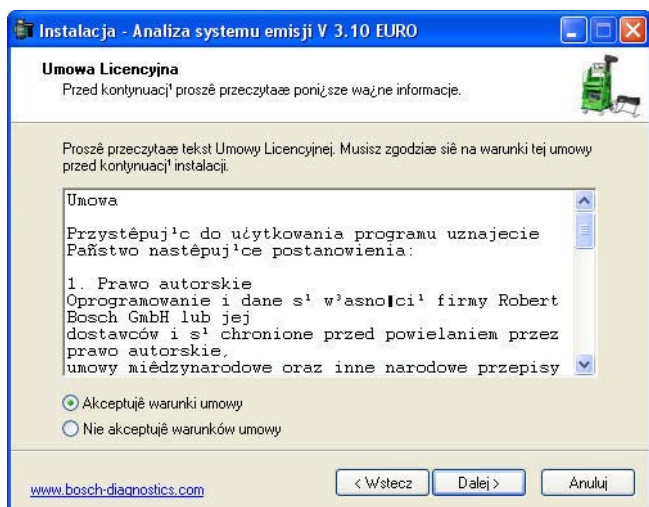 Instalacja - Analiza systemu emisji V 3.10 EURO
Umowa Licencyjna
Przed kontynuacj¹ proszê przeczytaæ poni¿sze wa¿ne informacje.
Proszê przeczytaæ tekst Umowy Licencyjnej. Musisz zgodziæ siê na warunki tej umowy
przed kontynuacj¹ instalacji.
Umowa
Przystêpuj¹c do u¿ytkowania programu uznajecie
Pañstwo nastêpuj¹ce postanowienia:
1. Prawo autorskie
Oprogramowanie i dane s¹ w³asno▌ci¹ firmy Robert
Bosch GmbH lub jej
dostawców i s¹ chronione przed powielaniem przez
prawo autorskie,
umowy miêdzynarodowe oraz inne narodowe przepisy
Akceptujê warunki umowy
Nie akceptujê warunków umowy
www.bosch-diagnostics.com
< Wstecz
Dalej >
Anuluj